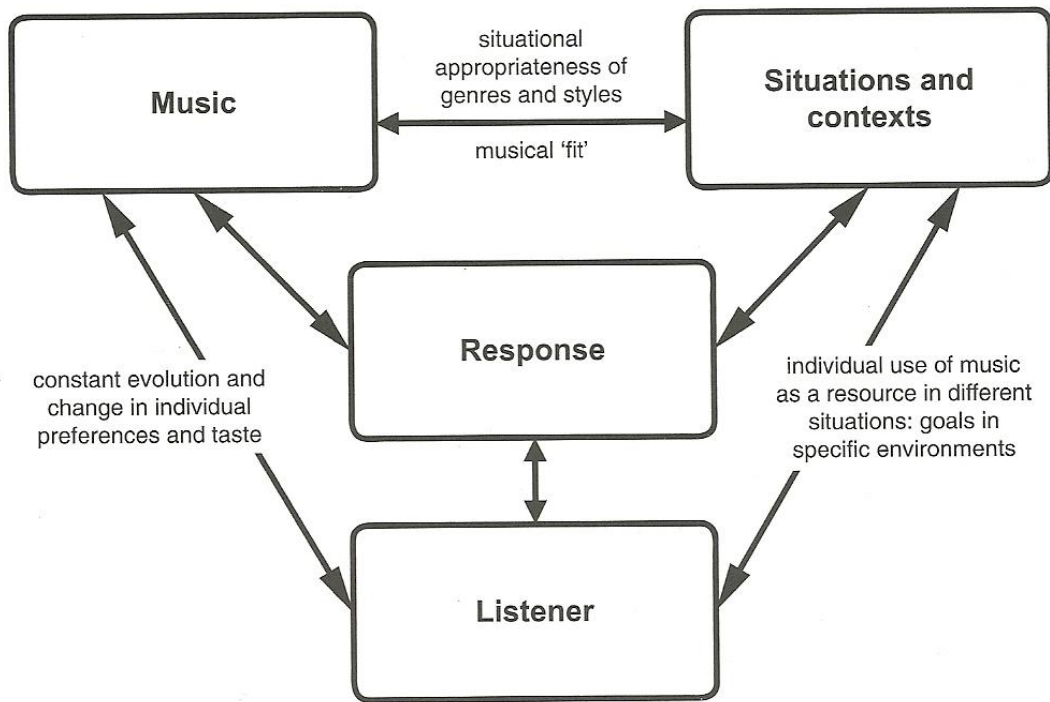 Music
situational
appropriateness of
genres and styles
musical ‘fit’
Situations and
contexts
Response
constant evolution and
change in individual
preferences and taste
individual use of music
as a resource in different
situations: goals in
specific environments
Listener